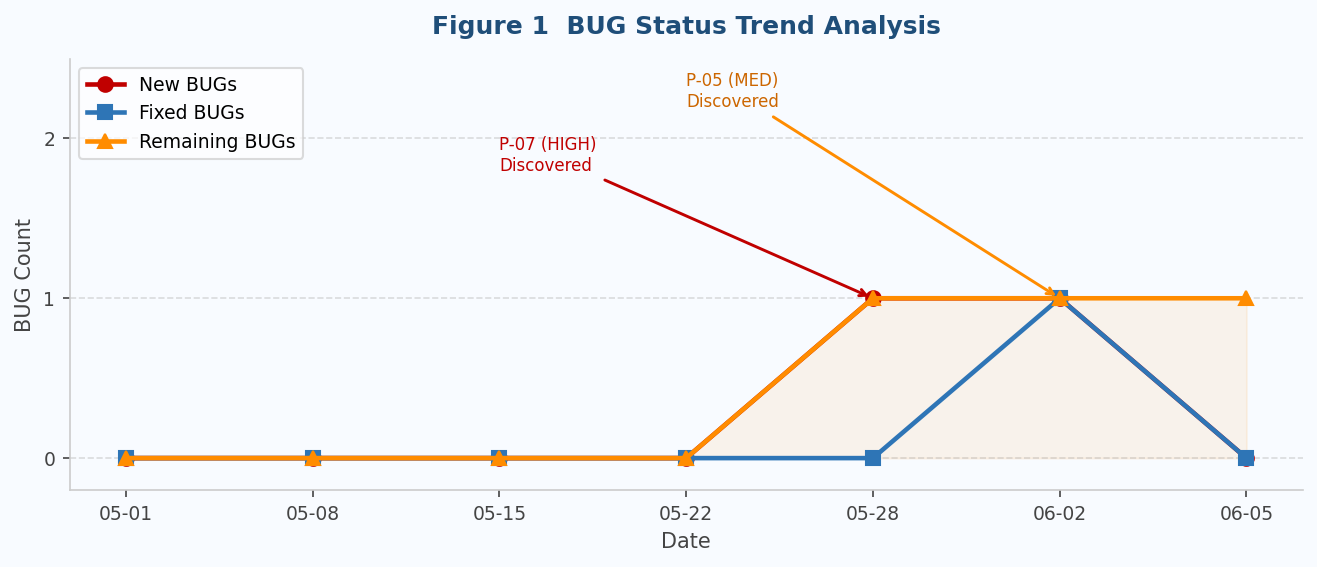 Figure 1  BUG Status Trend Analysis
New BUGs
Fixed BUGs
Remaining BUGs
P-05 (MED)
Discovered
P-07 (HIGH)
Discovered
BUG Count
2
1
0
05-01
05-08
05-15
05-22
05-28
06-02
06-05
Date